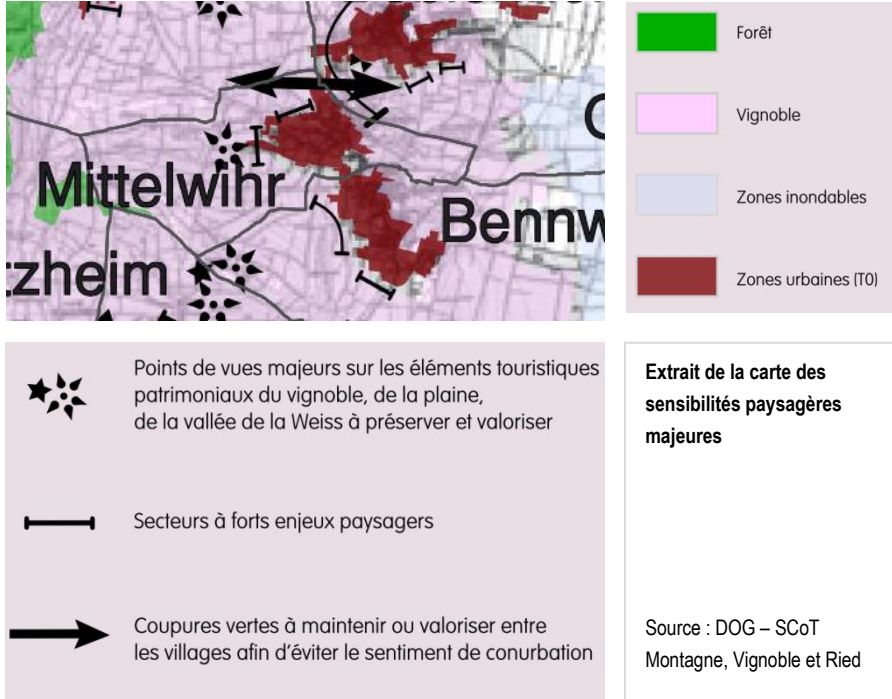 Mittelwihr
Bennw
tzheim
Forêt
Vignoble
Zones inondables
Zones urbaines (T0)
Points de vues majeurs sur les éléments touristiques
patrimoniaux du vignoble, de la plaine,
de la vallée de la Weiss à préserver et valoriser
Secteurs à forts enjeux paysagers
Coupures vertes à maintenir ou valoriser entre
les villages afin d'éviter le sentiment de conurbation
Extrait de la carte des
sensibilités paysagères
majeures
Source : DOG – SCoT
Montagne, Vignoble et Ried